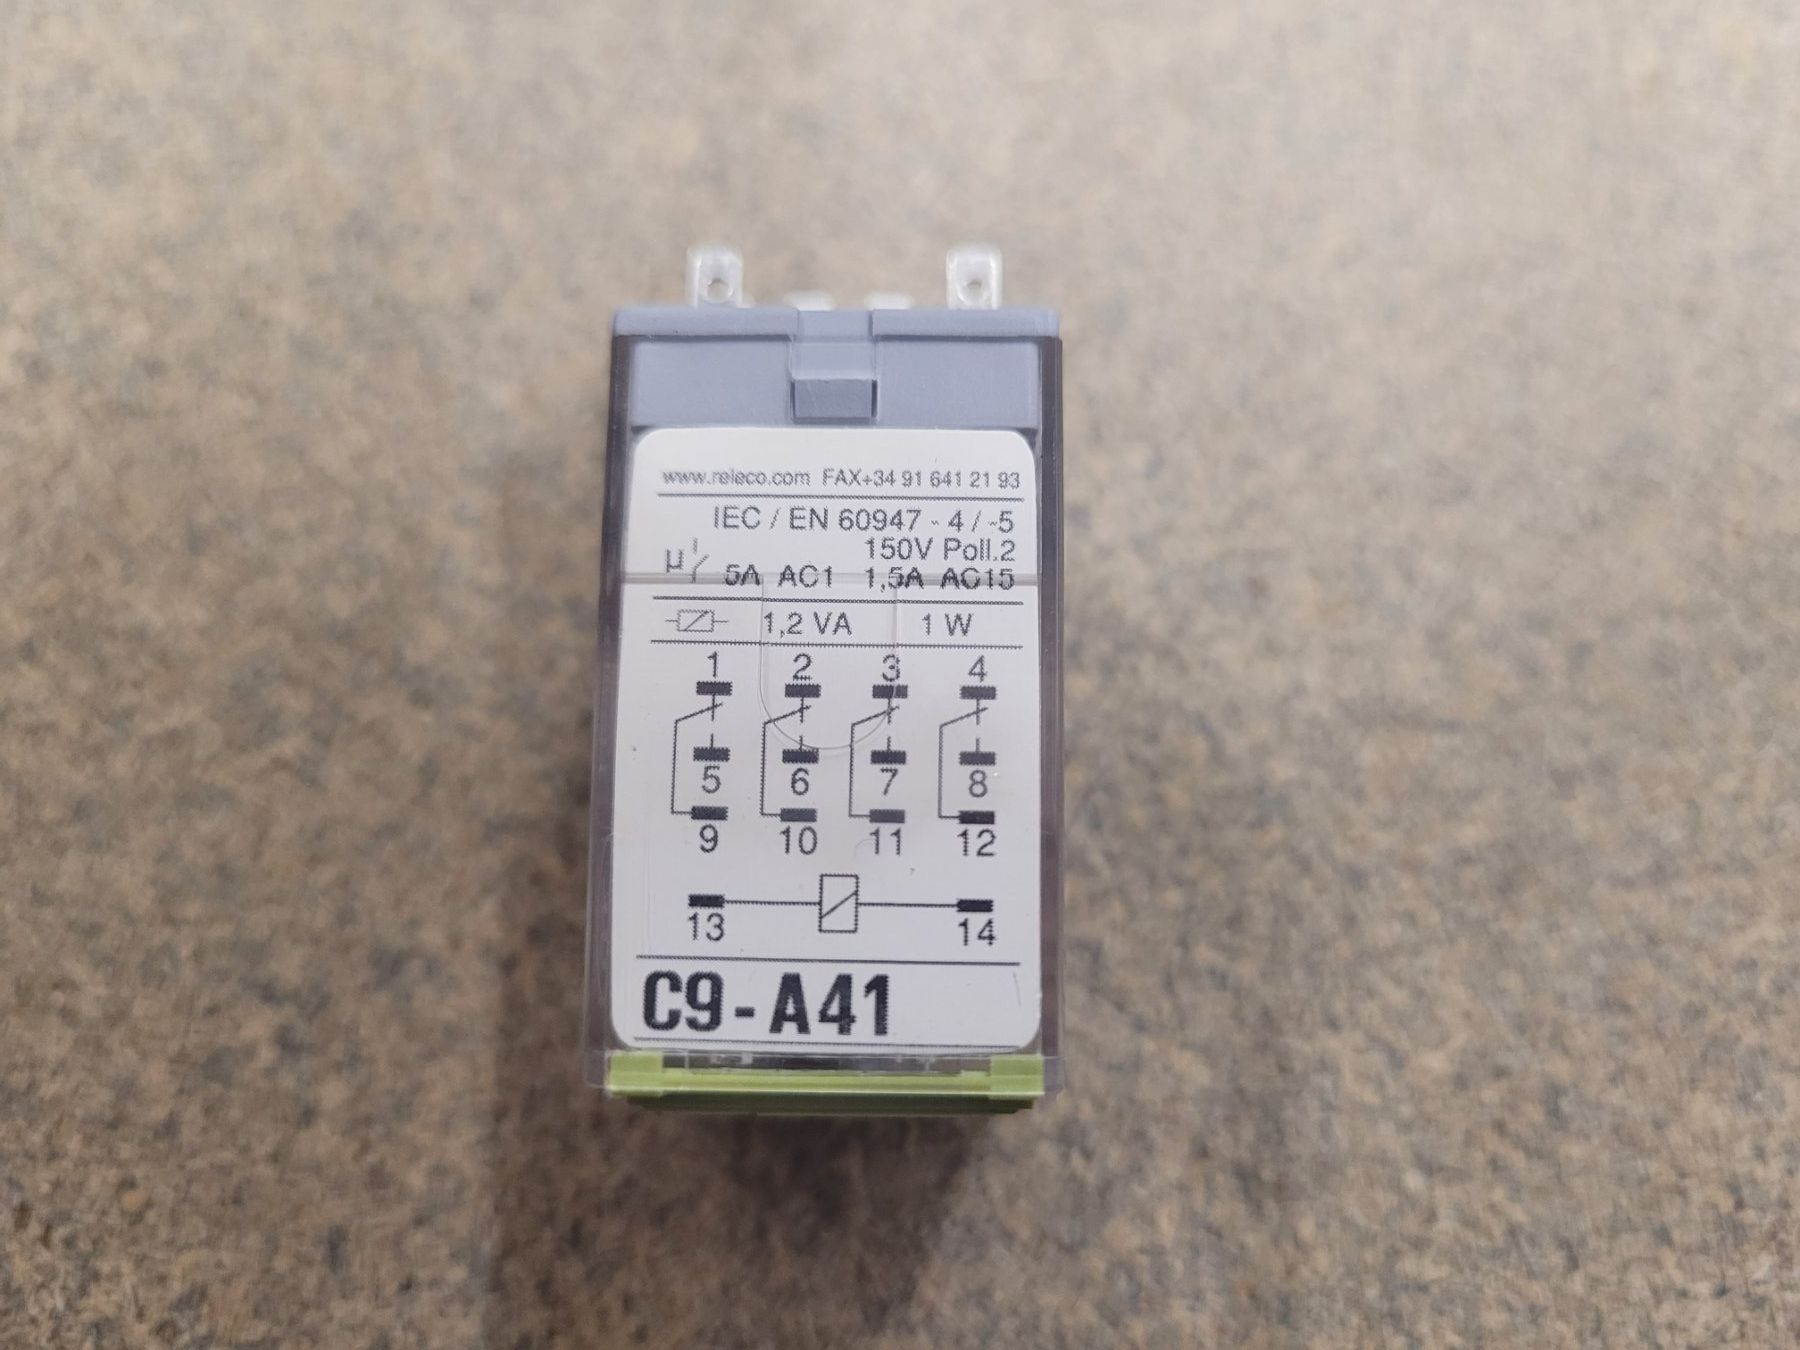 www.releco.com FAX+34 91 641 21 93
IEC / EN 60947 - 4 / -5
150V Poll.2
µ 5A AC1 1,5A AC15
1,2 VA 1 W
1 2 3 4
5 6 7 8
9 10 11 12
13 14
C9-A41